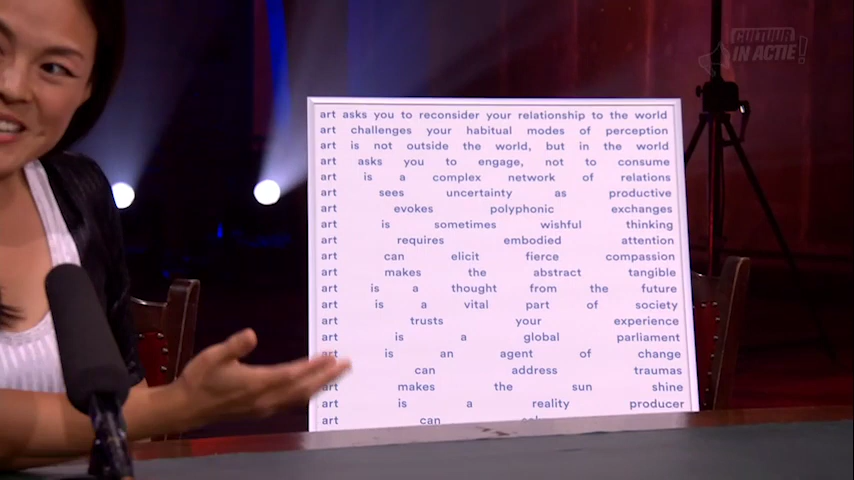 CULTUUR
IN ACTIE!
art asks you to reconsider your relationship to the world
art challenges your habitual modes of perception
art is not outside the world, but in the world
art asks you to engage, not to consume
art is a complex network of relations
art sees uncertainty as productive
art evokes polyphonic exchanges
art is sometimes wishful thinking
art requires embodied attention
art can elicit fierce compassion
art makes the abstract tangible
art is a thought from the future
art is a vital part of society
art trusts your experience
art is a global parliament
art is an agent of change
can address traumas
art makes the sun shine
art is a reality producer
art can